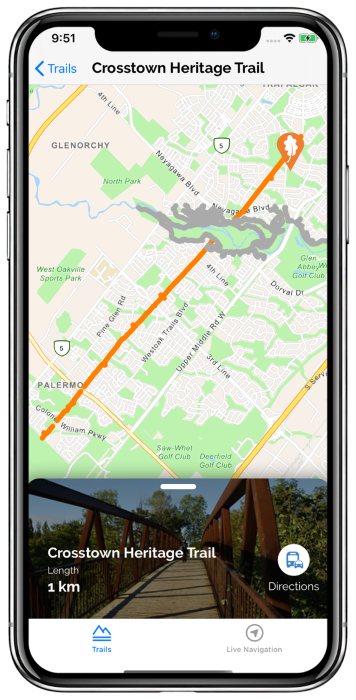 9:51
Trails
Crosstown Heritage Trail
TRAFALGAR
4th Line
5
GLENORCHY
Neyagawa Blvd
North Park
Neyagawa Blvd
Glen
Abbey
Golf Club
West Oakville
Sports Park
4th Line
Dorval Dr
Pine Glen Rd
Westoak Trails Blvd
Upper Middle Rd W
5
3rd Line
PALERMO
S Serv
Colonel William Pkwy
Saw-Whet
Golf Club
Deerfield
Golf Club
Crosstown Heritage Trail
Length
1 km
Directions
Trails
Live Navigation